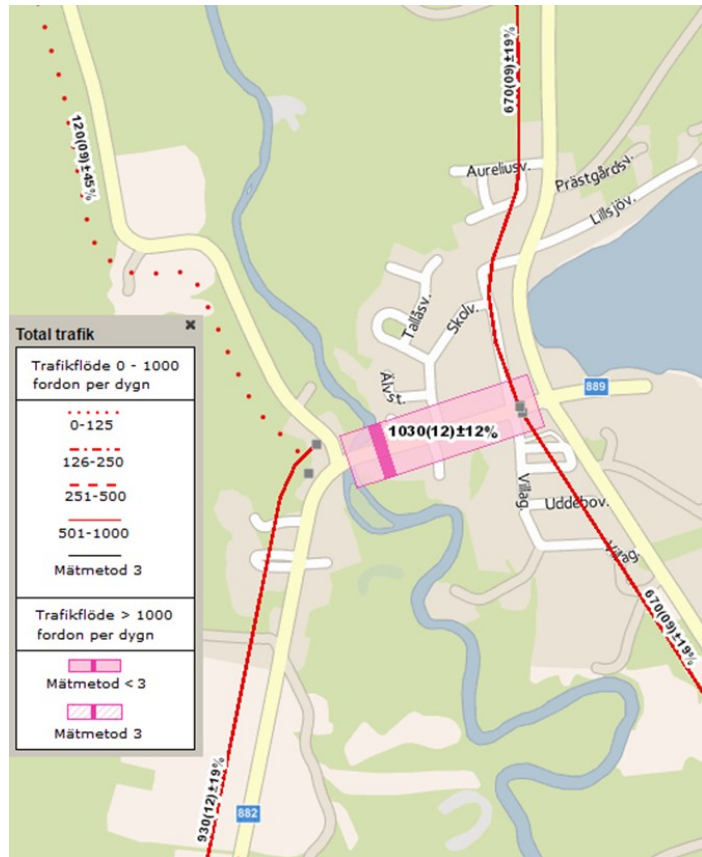 120(09)±45%
670(09)±19%
Aureliusv.
Prästgårdsv.
Lillsjöv.
Tallåsv.
Skolv.
Älvst.
889
1030(12)±12%
Villag.
Uddebov.
Villag.
670(09)±19%
930(12)±19%
882
Total trafik
Trafikflöde 0 - 1000
fordon per dygn
0-125
126-250
251-500
501-1000
Mätmetod 3
Trafikflöde > 1000
fordon per dygn
Mätmetod < 3
Mätmetod 3